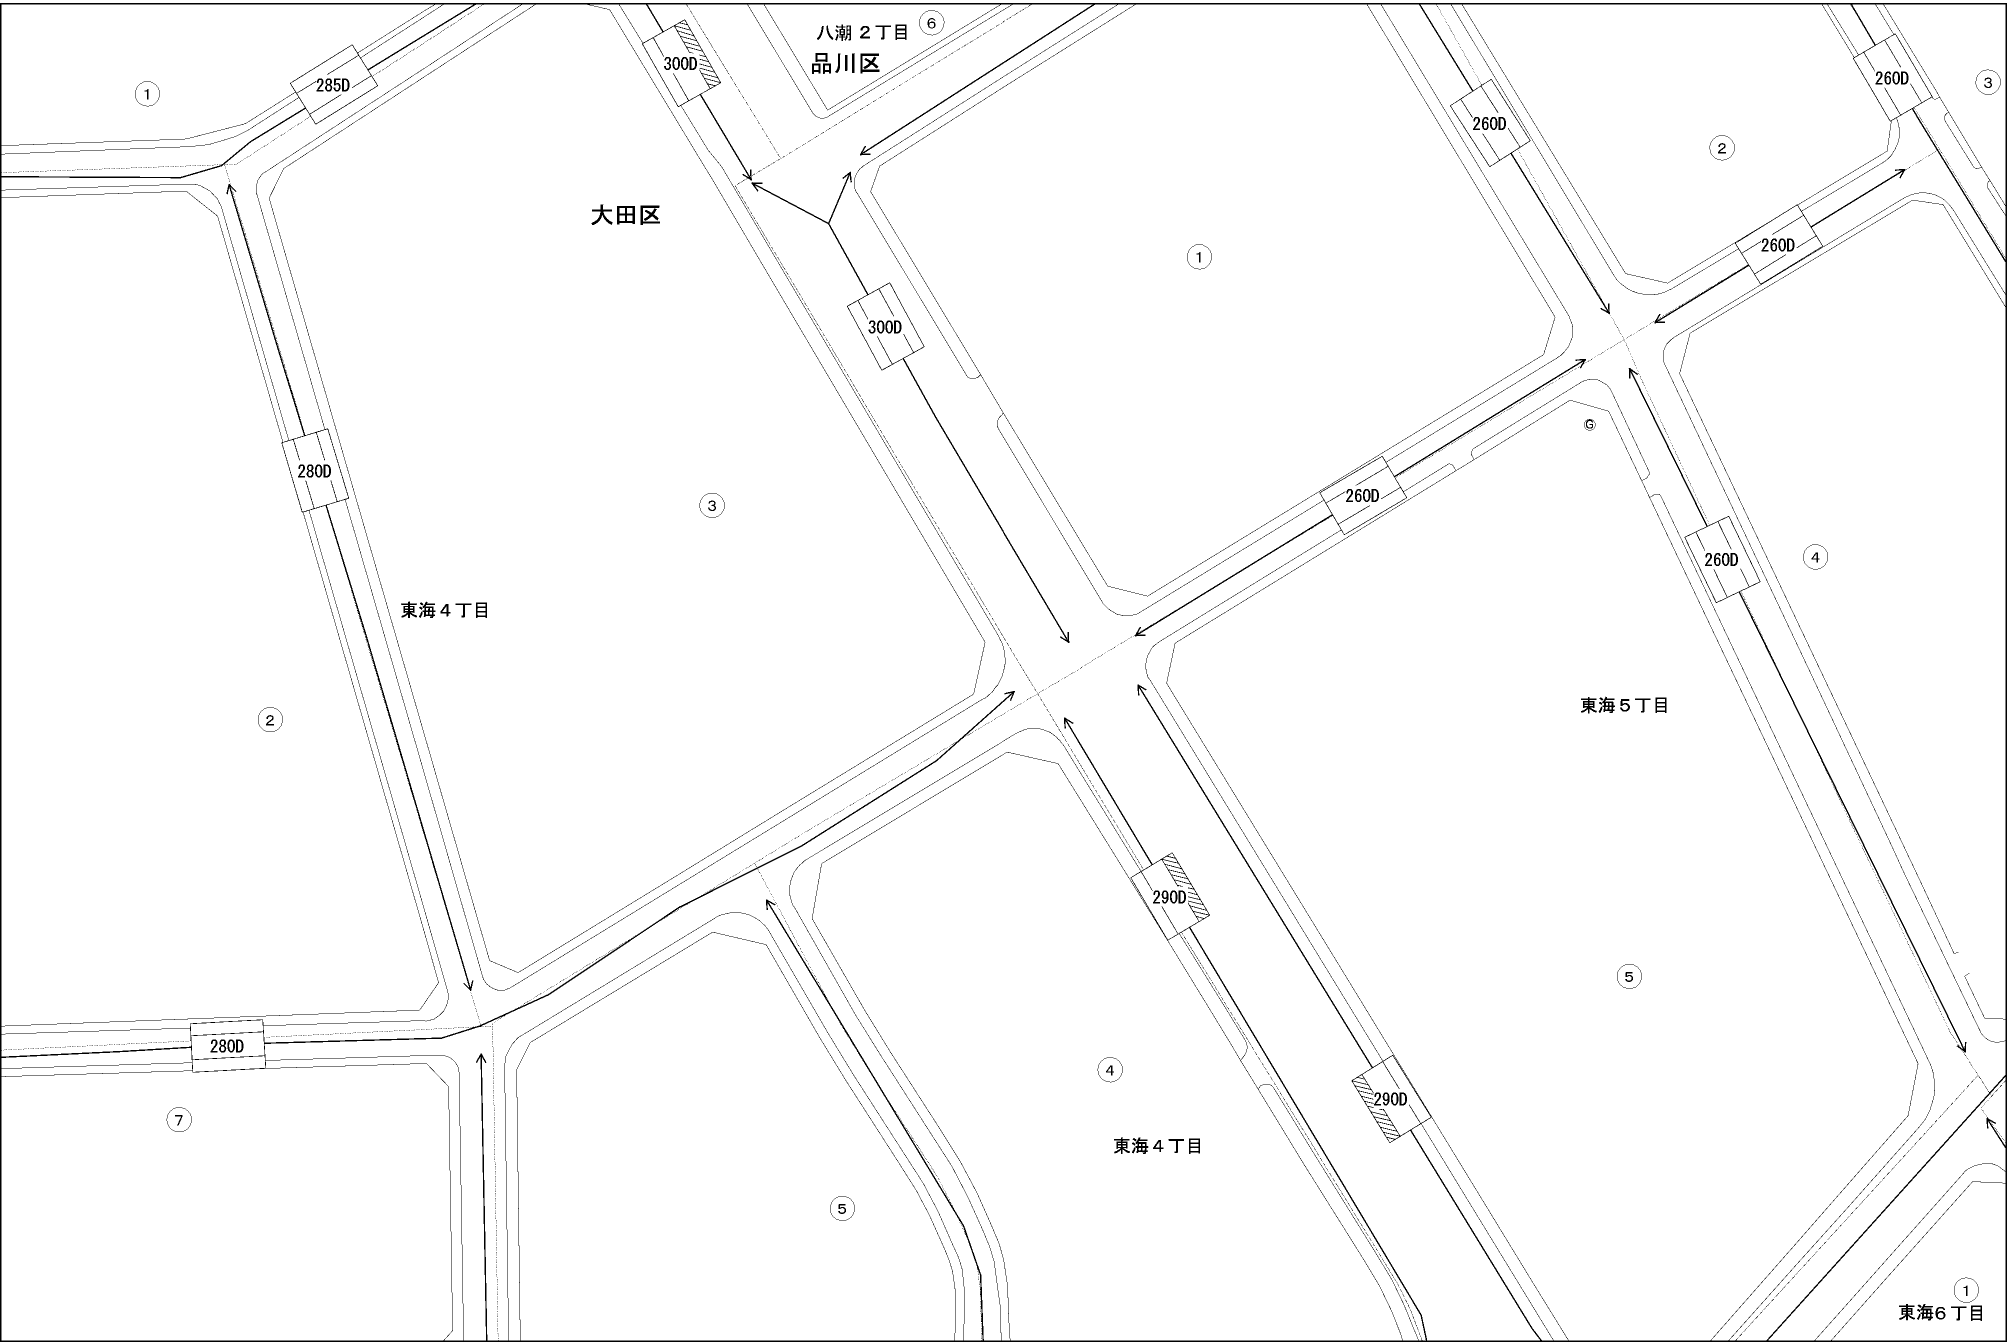 八潮２丁目
⑥
品川区
300D
285D
①
260D
③
260D
②
大田区
260D
①
300D
Ⓖ
280D
260D
③
260D
④
東海４丁目
東海５丁目
②
290D
⑤
280D
④
290D
⑦
東海４丁目
⑤
①
東海６丁目